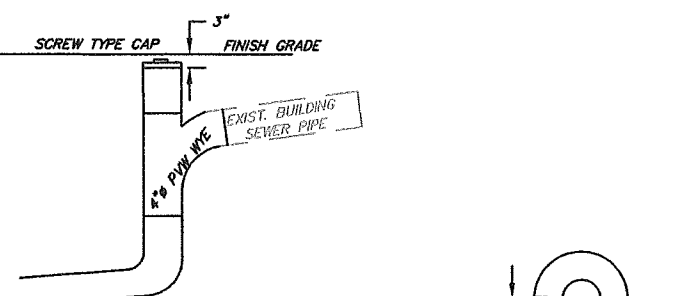 3"
SCREW TYPE CAP FINISH GRADE
EXIST. BUILDING
SEWER PIPE
4"Ø PVW WYE